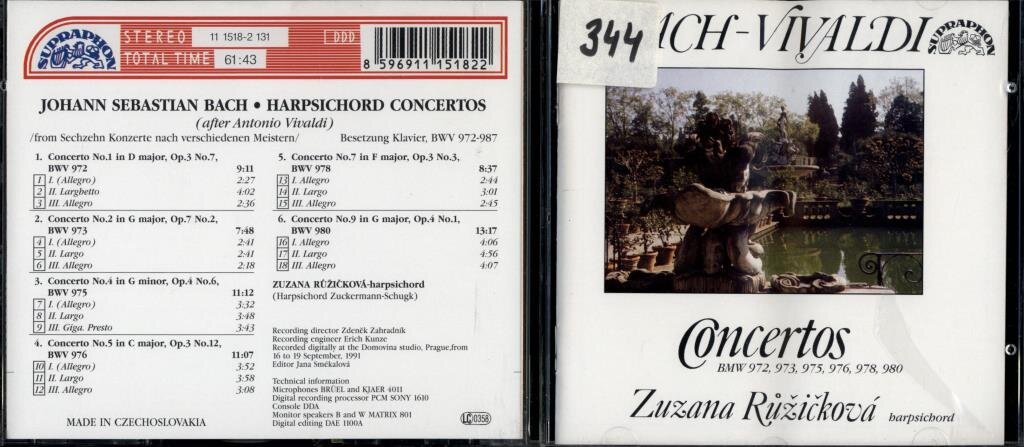 SUPRAPHON
STEREO 11 1518-2 131 DDD
TOTAL TIME 61:43
8 596911 151822
JOHANN SEBASTIAN BACH • HARPSICHORD CONCERTOS
(after Antonio Vivaldi)
/from Sechzehn Konzerte nach verschiedenen Meistern/ Besetzung Klavier, BWV 972-987
1. Concerto No.1 in D major, Op.3 No.7,
BWV 972 9:11
1 I. (Allegro) 2:27
2 II. Larghetto 4:02
3 III. Allegro 2:36
2. Concerto No.2 in G major, Op.7 No.2,
BWV 973 7:48
4 I. (Allegro) 2:41
5 II. Largo 2:41
6 III. Allegro 2:18
3. Concerto No.4 in G minor, Op.4 No.6,
BWV 975 11:12
7 I. (Allegro) 3:32
8 II. Largo 3:48
9 III. Giga. Presto 3:43
4. Concerto No.5 in C major, Op.3 No.12,
BWV 976 11:07
10 I. (Allegro) 3:52
11 II. Largo 3:58
12 III. Allegro 3:08
MADE IN CZECHOSLOVAKIA
5. Concerto No.7 in F major, Op.3 No.3,
BWV 978 8:37
13 I. Allegro 2:44
14 II. Largo 3:01
15 III. Allegro 2:45
6. Concerto No.9 in G major, Op.4 No.1,
BWV 980 13:17
16 I. Allegro 4:06
17 II. Largo 4:56
18 III. Allegro 4:07
ZUZANA RŮŽIČKOVÁ-harpsichord
(Harpsichord Zuckermann-Schugk)
Recording director Zdeněk Zahradník
Recording engineer Erich Kunze
Recorded digitally at the Domovina studio, Prague,from
16 to 19 September, 1991
Editor Jana Smékalová
Technical information
Microphones BRÜEL and KJAER 4011
Digital recording processor PCM SONY 1610
Console DDA
Monitor speakers B and W MATRIX 801
Digital editing DAE 1100A
LC 0358
344
ACH-VIVALDI
SUPRAPHON
Concertos
BMW 972, 973, 975, 976, 978, 980
Zuzana Růžičková harpsichord